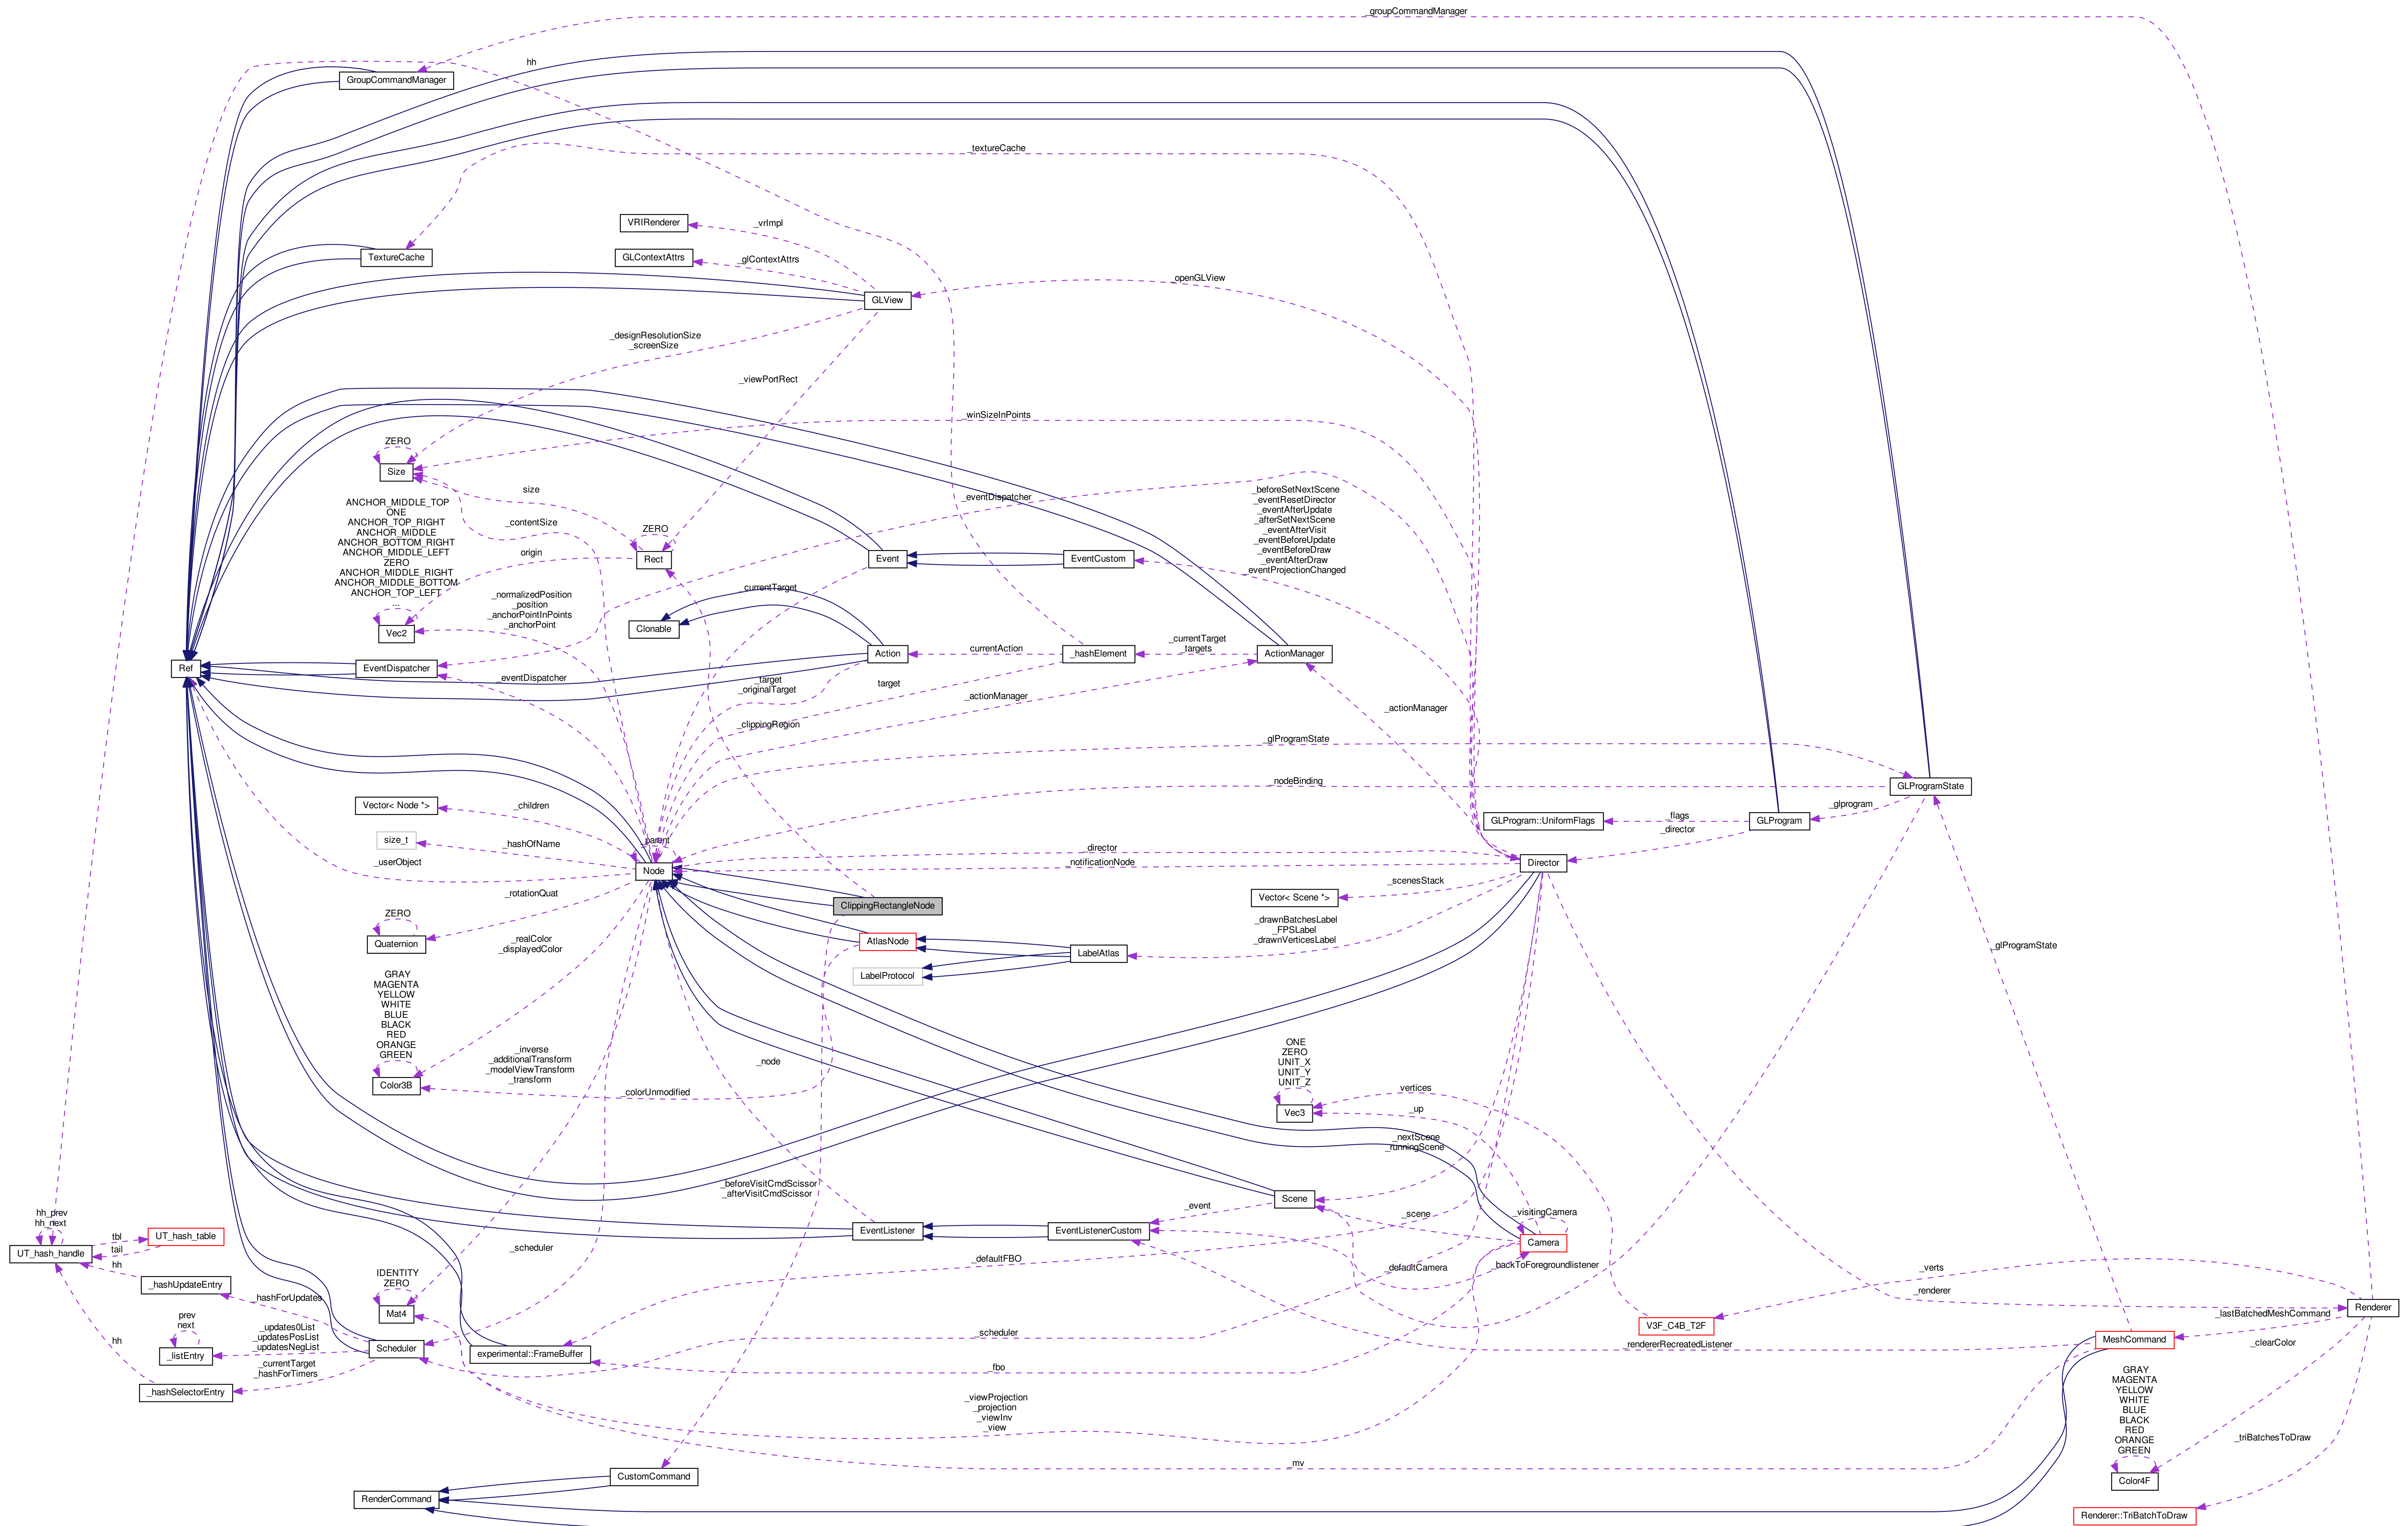 _groupCommandManager
hh
GroupCommandManager
_textureCache
VRIRenderer
_vrImpl
TextureCache
GLContextAttrs
_glContextAttrs
_openGLView
GLView
_designResolutionSize
_screenSize
_viewPortRect
_winSizeInPoints
ZERO
Size
size
_eventDispatcher
_beforeSetNextScene
_eventResetDirector
_eventAfterUpdate
_afterSetNextScene
_eventAfterVisit
_eventBeforeUpdate
_eventBeforeDraw
_eventAfterDraw
_eventProjectionChanged
ANCHOR_MIDDLE_TOP
ONE
ANCHOR_TOP_RIGHT
ANCHOR_MIDDLE
ANCHOR_BOTTOM_RIGHT
ANCHOR_MIDDLE_LEFT
ZERO
ANCHOR_MIDDLE_RIGHT
ANCHOR_MIDDLE_BOTTOM
ANCHOR_TOP_LEFT
...
_contentSize
ZERO
origin
Rect
Event
EventCustom
_normalizedPosition
_position
_anchorPointInPoints
_anchorPoint
_currentTarget
Vec2
Clonable
Ref
EventDispatcher
_eventDispatcher
Action
currentAction
_hashElement
_currentTarget
_targets
ActionManager
_target
_originalTarget
target
_actionManager
_actionManager
_clippingRegion
_glProgramState
_nodeBinding
GLProgramState
Vector< Node *>
_children
_glprogram
GLProgram::UniformFlags
_flags
GLProgram
_director
size_t
_hashOfName
_parent
_director
_notificationNode
_userObject
Node
Director
_rotationQuat
ClippingRectangleNode
Vector< Scene *>
_scenesStack
ZERO
Quaternion
_realColor
_displayedColor
AtlasNode
LabelAtlas
_drawnBatchesLabel
_FPSLabel
_drawnVerticesLabel
_glProgramState
LabelProtocol
GRAY
MAGENTA
YELLOW
WHITE
BLUE
BLACK
RED
ORANGE
GREEN
Color3B
_inverse
_additionalTransform
_modelViewTransform
_transform
_node
_colorUnmodified
ONE
ZERO
UNIT_X
UNIT_Y
UNIT_Z
Vec3
vertices
_up
_nextScene
_runningScene
_beforeVisitCmdScissor
_afterVisitCmdScissor
Scene
_event
_scene
_visitingCamera
hh_prev
hh_next
tbl
tail
UT_hash_table
UT_hash_handle
hh
EventListener
EventListenerCustom
Camera
_scheduler
_defaultFBO
_defaultCamera
_backToForegroundlistener
_verts
_hashUpdateEntry
_hashForUpdates
IDENTITY
ZERO
Mat4
_renderer
Renderer
_lastBatchedMeshCommand
prev
next
_listEntry
_updates0List
_updatesPosList
_updatesNegList
_currentTarget
_hashForTimers
Scheduler
experimental::FrameBuffer
_scheduler
_fbo
V3F_C4B_T2F
MeshCommand
_rendererRecreatedListener
_clearColor
hh
_hashSelectorEntry
_viewProjection
_projection
_viewInv
_view
GRAY
MAGENTA
YELLOW
WHITE
BLUE
BLACK
RED
ORANGE
GREEN
Color4F
_triBatchesToDraw
_mv
CustomCommand
RenderCommand
Renderer::TriBatchToDraw